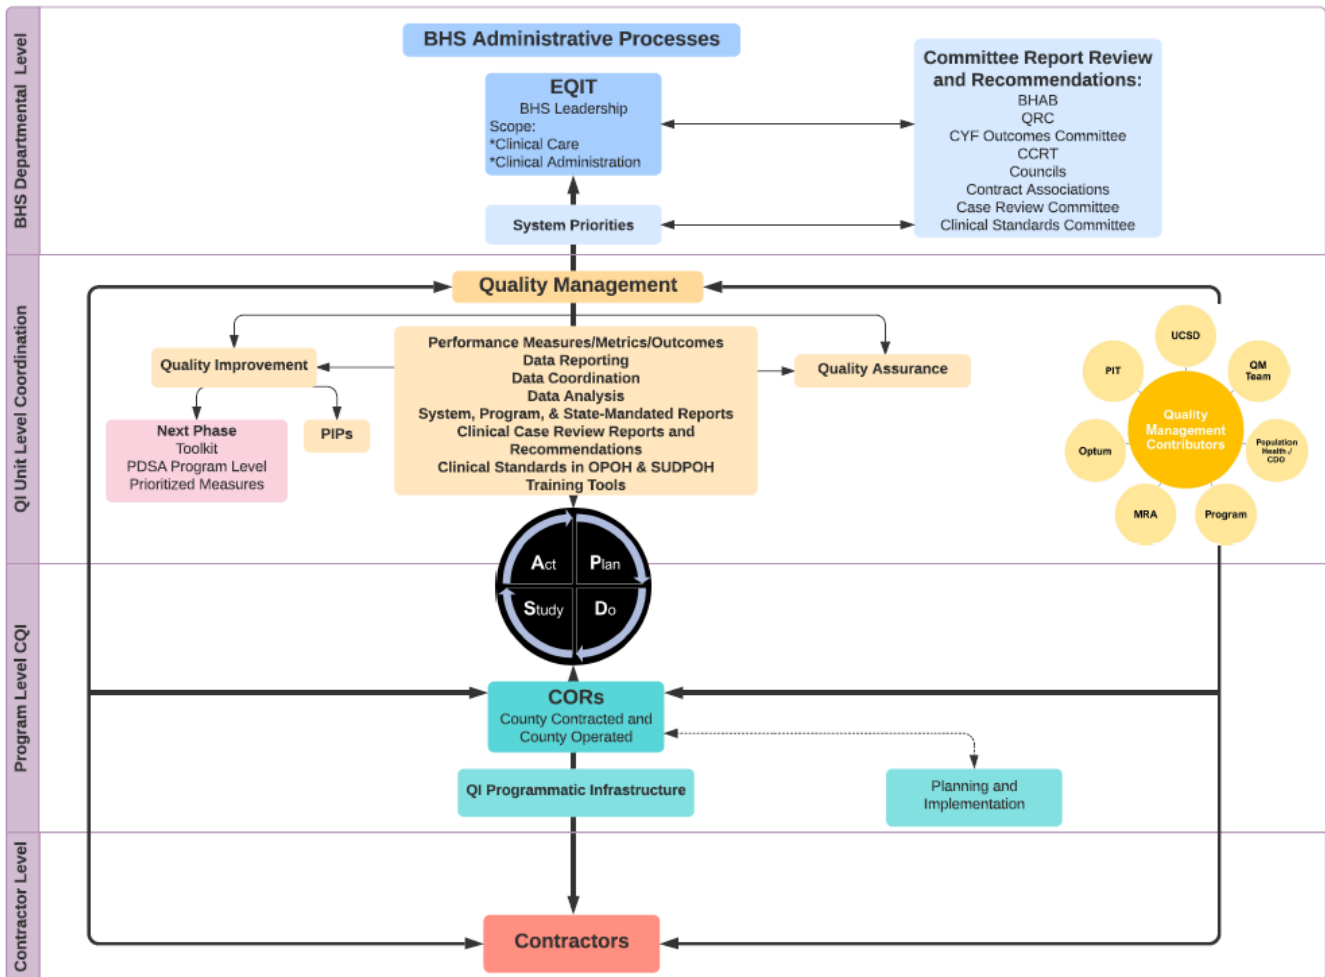 BHS Departmental Level
BHS Administrative Processes
EQIT
BHS Leadership
Scope:
*Clinical Care
*Clinical Administration
System Priorities
Committee Report Review
and Recommendations:
BHAB
QRC
CYF Outcomes Committee
CCRT
Councils
Contract Associations
Case Review Committee
Clinical Standards Committee
QI Unit Level Coordination
Quality Management
Quality Improvement
Next Phase
Toolkit
PDSA Program Level
Prioritized Measures
PIPs
Performance Measures/Metrics/Outcomes
Data Reporting
Data Coordination
Data Analysis
System, Program, & State-Mandated Reports
Clinical Case Review Reports and
Recommendations
Clinical Standards in OPOH & SUDPOH
Training Tools
Quality Assurance
Quality
Management
Contributors
UCSD
QM
Team
Population
Health /
CDO
Program
MRA
Optum
PIT
Program Level CQI
Act
Plan
Study
Do
CORs
County Contracted and
County Operated
QI Programmatic Infrastructure
Planning and
Implementation
Contractor Level
Contractors